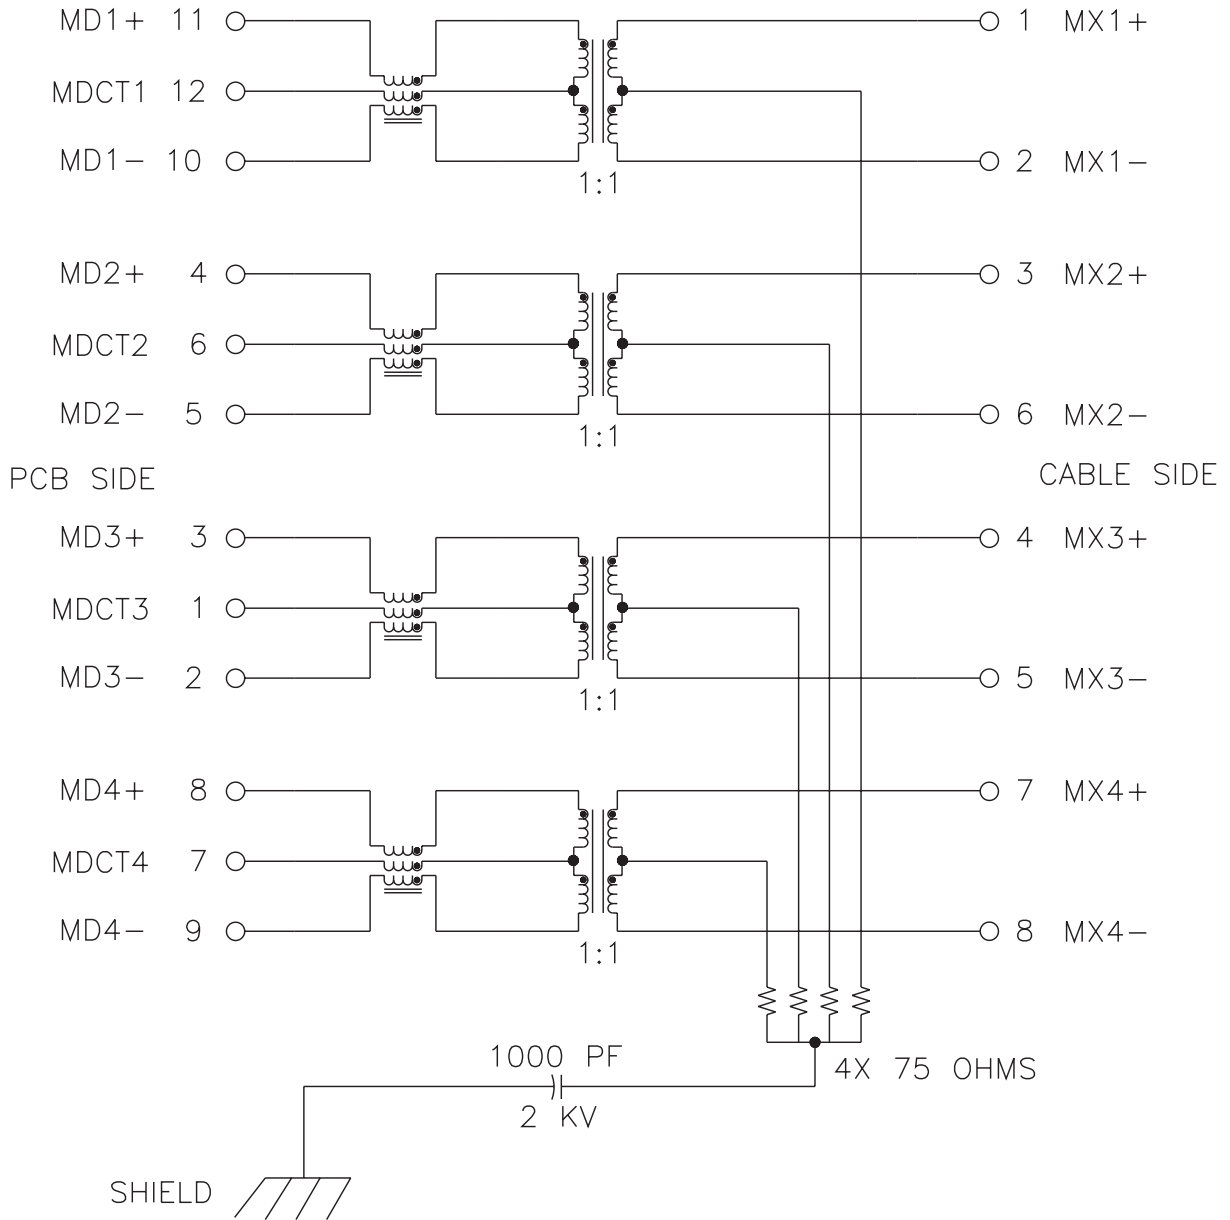 MD1+ 11 1 MX1+
MDCT1 12
MD1- 10 2 MX1-
1:1
MD2+ 4 3 MX2+
MDCT2 6
MD2- 5 6 MX2-
1:1
PCB SIDE CABLE SIDE
MD3+ 3 4 MX3+
MDCT3 1
MD3- 2 5 MX3-
1:1
MD4+ 8 7 MX4+
MDCT4 7
MD4- 9 8 MX4-
1:1
1000 PF
4X 75 OHMS
2 KV
SHIELD